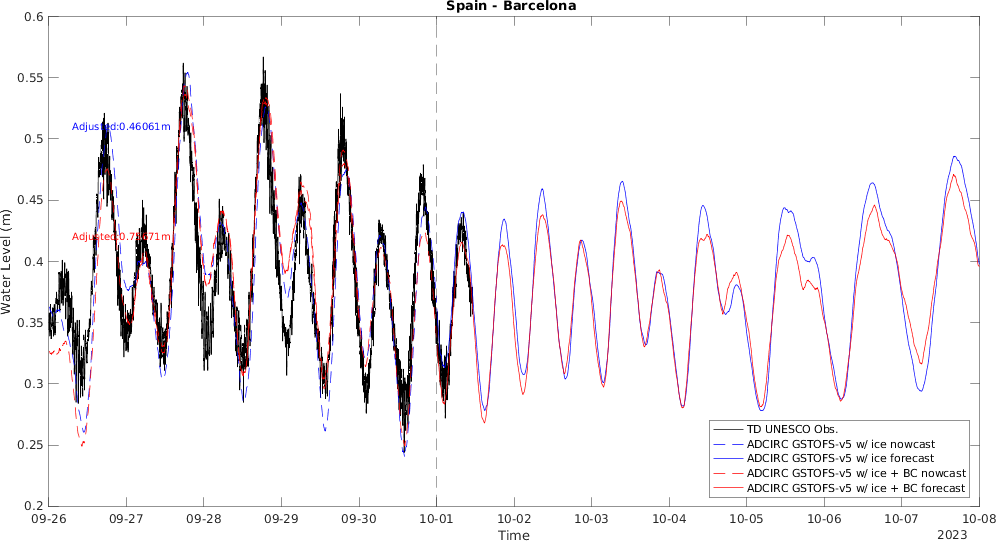 Spain - Barcelona
0.6
0.55
0.5
0.45
0.4
0.35
0.3
0.25
0.2
Water Level (m)
Adjusted:0.46061m
TD UNESCO Obs.
ADCIRC GSTOFS-v5 w/ ice nowcast
ADCIRC GSTOFS-v5 w/ ice forecast
ADCIRC GSTOFS-v5 w/ ice + BC nowcast
ADCIRC GSTOFS-v5 w/ ice + BC forecast
09-26 09-27 09-28 09-29 09-30 10-01 10-02 10-03 10-04 10-05 10-06 10-07 10-08
Time
2023